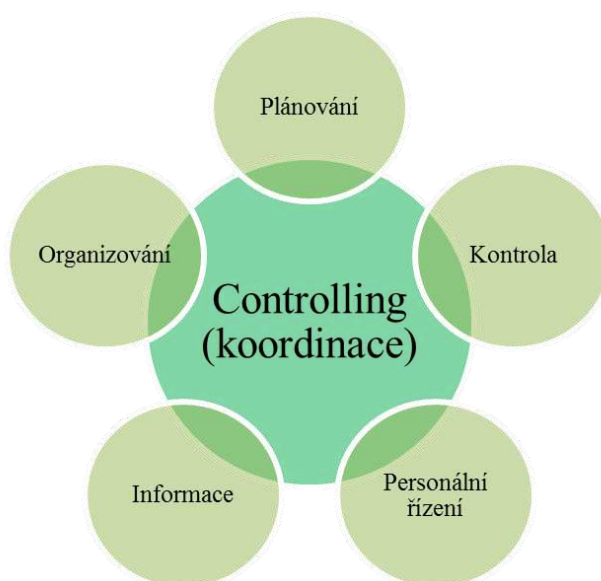 Plánování
Organizování
Kontrola
Controlling
(koordinace)
Informace
Personální
řízení